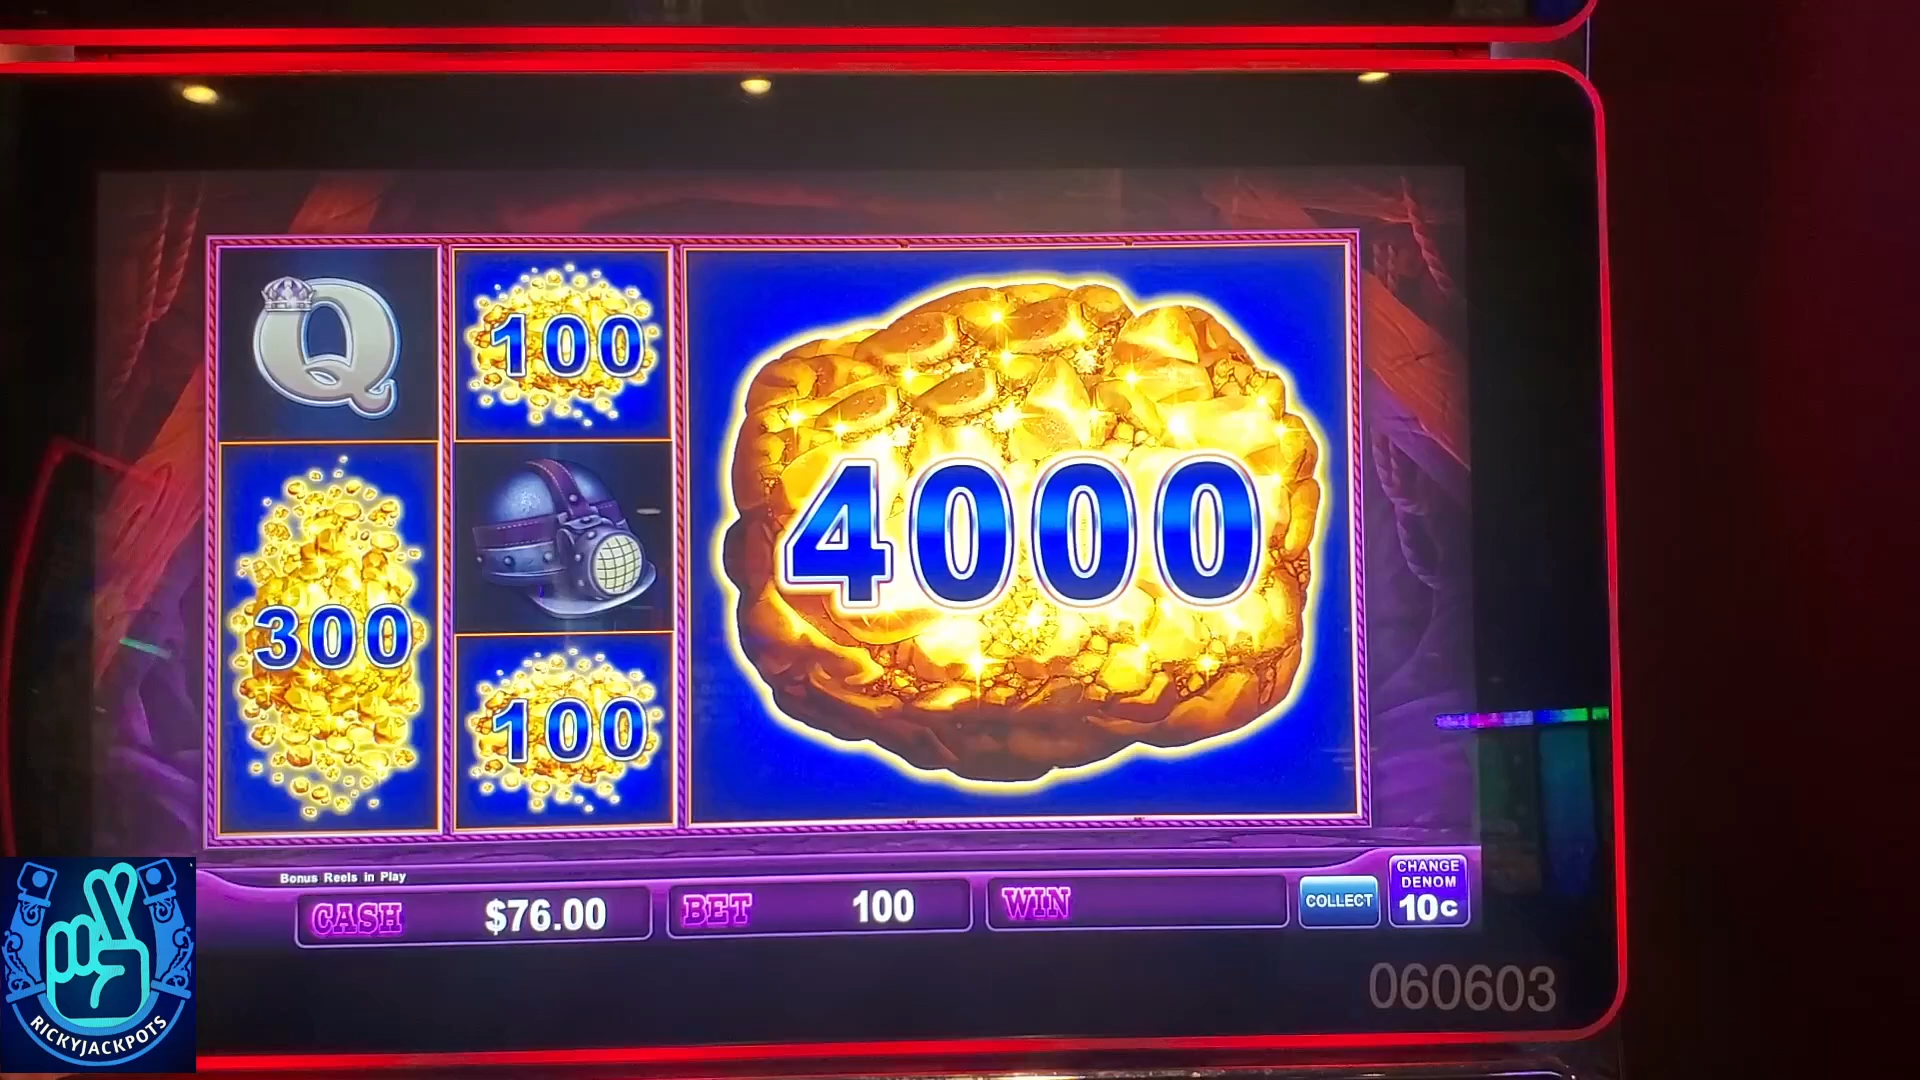 Q
100
4000
300
100
Bonus Reels in Play
CASH $76.00 BET 100 WIN
COLLECT
CHANGE
DENOM
10c
060603
RICKYJACKPOTS